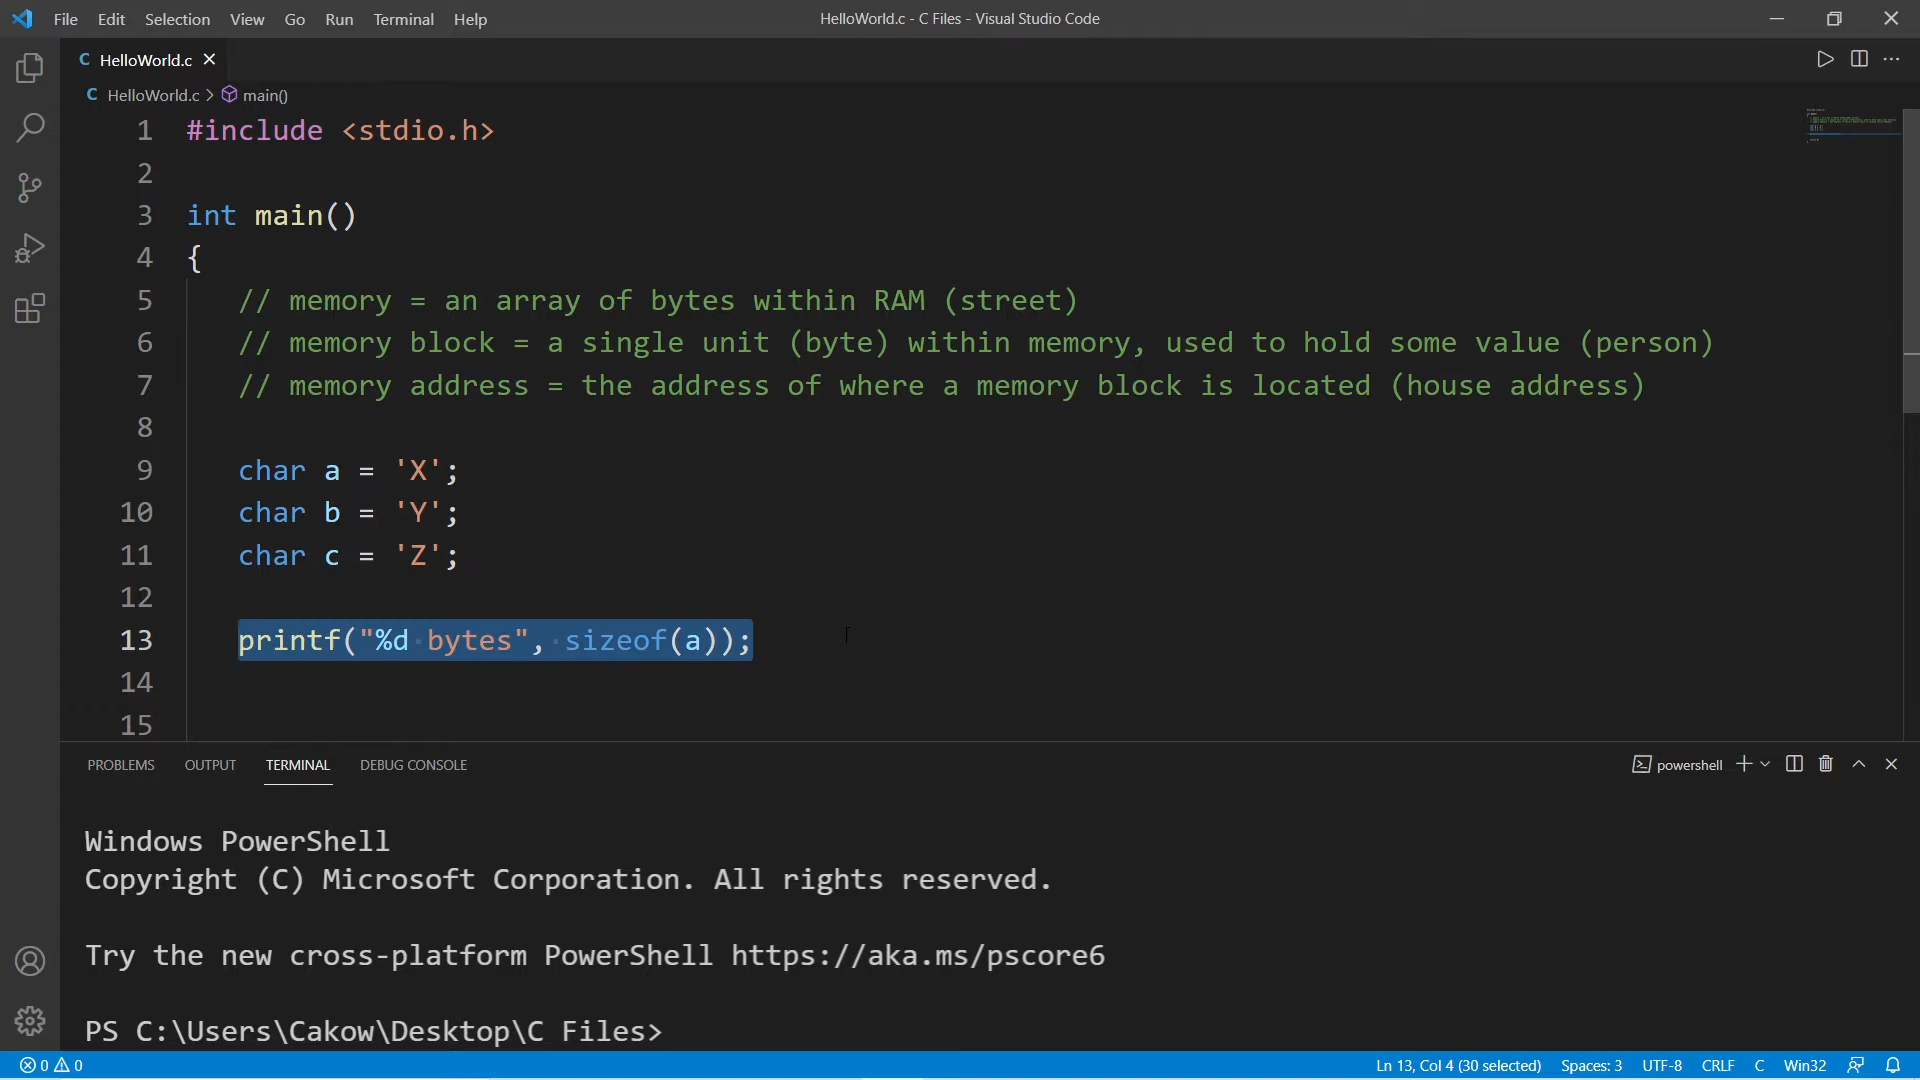 File Edit Selection View Go Run Terminal Help
HelloWorld.c - C Files - Visual Studio Code
C HelloWorld.c
C HelloWorld.c > main()
1 #include <stdio.h>
2
3 int main()
4 {
5 // memory = an array of bytes within RAM (street)
6 // memory block = a single unit (byte) within memory, used to hold some value (person)
7 // memory address = the address of where a memory block is located (house address)
8
9 char a = 'X';
10 char b = 'Y';
11 char c = 'Z';
12
13 printf("%d bytes", sizeof(a));
14
15
PROBLEMS OUTPUT TERMINAL DEBUG CONSOLE
powershell
Windows PowerShell
Copyright (C) Microsoft Corporation. All rights reserved.
Try the new cross-platform PowerShell https://aka.ms/pscore6
PS C:\Users\Cakow\Desktop\C Files>
0 0 Ln 13, Col 4 (30 selected) Spaces: 3 UTF-8 CRLF C Win32